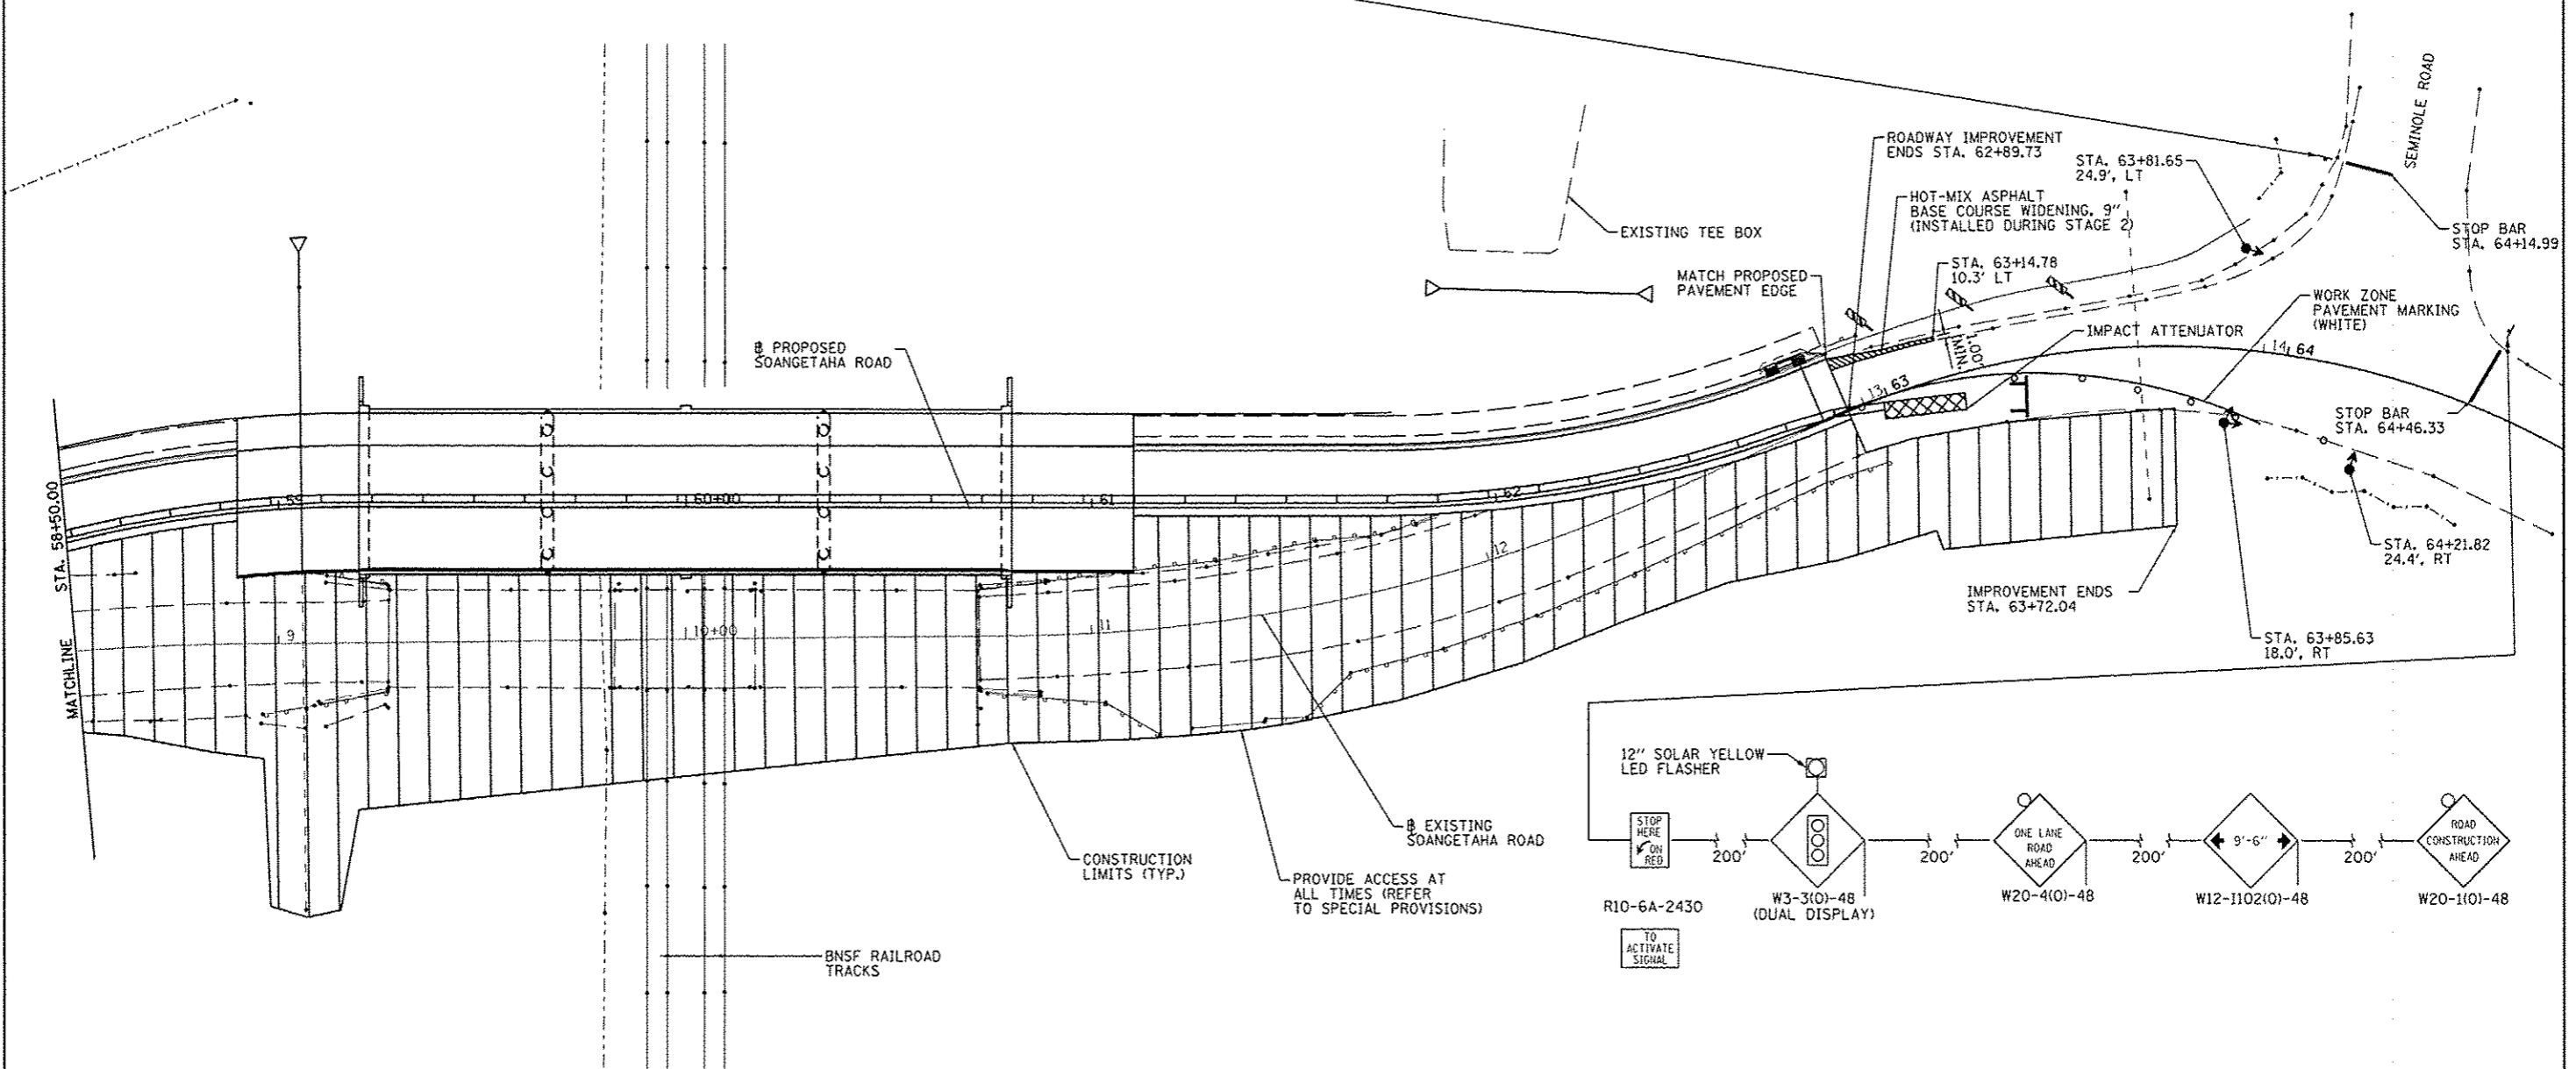 SEMINOLE ROAD
ROADWAY IMPROVEMENT
ENDS STA. 62+89.73
STA. 63+81.65
24.9', LT
HOT-MIX ASPHALT
BASE COURSE WIDENING, 9"
(INSTALLED DURING STAGE 2)
EXISTING TEE BOX
STOP BAR
STA. 64+14.99
STA. 63+14.78
10.3' LT
MATCH PROPOSED
PAVEMENT EDGE
WORK ZONE
PAVEMENT MARKING
(WHITE)
IMPACT ATTENUATOR
1.00'
(MIN.)
℄ PROPOSED
SOANGETAHA ROAD
14
64
13
63
STOP BAR
STA. 64+46.33
59
60+00
61
62
12
STA. 64+21.82
24.4', RT
MATCHLINE STA. 58+50.00
IMPROVEMENT ENDS
STA. 63+72.04
9
10+00
11
STA. 63+85.63
18.0', RT
12" SOLAR YELLOW
LED FLASHER
℄ EXISTING
SOANGETAHA ROAD
STOP
HERE
ON
RED
200'
200'
ONE LANE
ROAD
AHEAD
200'
9'-6"
200'
ROAD
CONSTRUCTION
AHEAD
CONSTRUCTION
LIMITS (TYP.)
PROVIDE ACCESS AT
ALL TIMES (REFER
TO SPECIAL PROVISIONS)
R10-6A-2430
W3-3(O)-48
(DUAL DISPLAY)
W20-4(O)-48
W12-I102(O)-48
W20-1(O)-48
TO
ACTIVATE
SIGNAL
BNSF RAILROAD
TRACKS